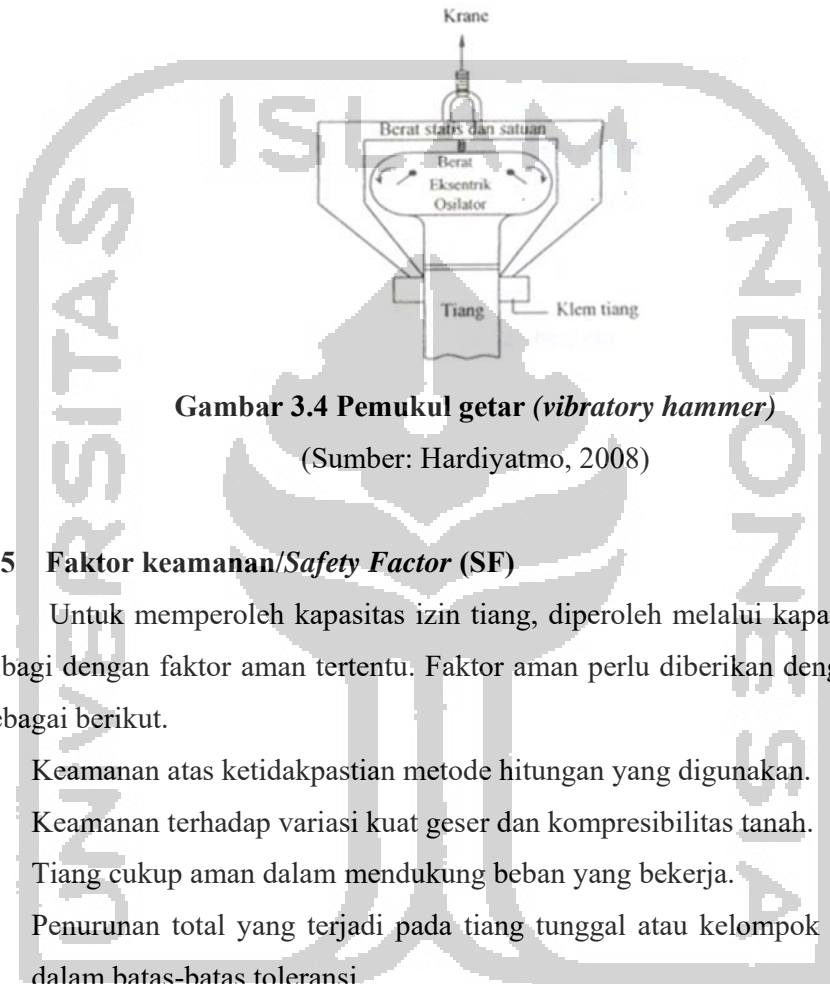 Krane
ISLAM
Berat statis dan satuan
Berat
Eksentrik
Osilator
Tiang
Klem tiang
UNIVERSITAS
INDONESIA
Gambar 3.4 Pemukul getar (vibratory hammer)
(Sumber: Hardiyatmo, 2008)
5 Faktor keamanan/Safety Factor (SF)
Untuk memperoleh kapasitas izin tiang, diperoleh melalui kapa
bagi dengan faktor aman tertentu. Faktor aman perlu diberikan deng
ebagai berikut.
Keamanan atas ketidakpastian metode hitungan yang digunakan.
Keamanan terhadap variasi kuat geser dan kompresibilitas tanah.
Tiang cukup aman dalam mendukung beban yang bekerja.
Penurunan total yang terjadi pada tiang tunggal atau kelompok
dalam batas-batas toleransi